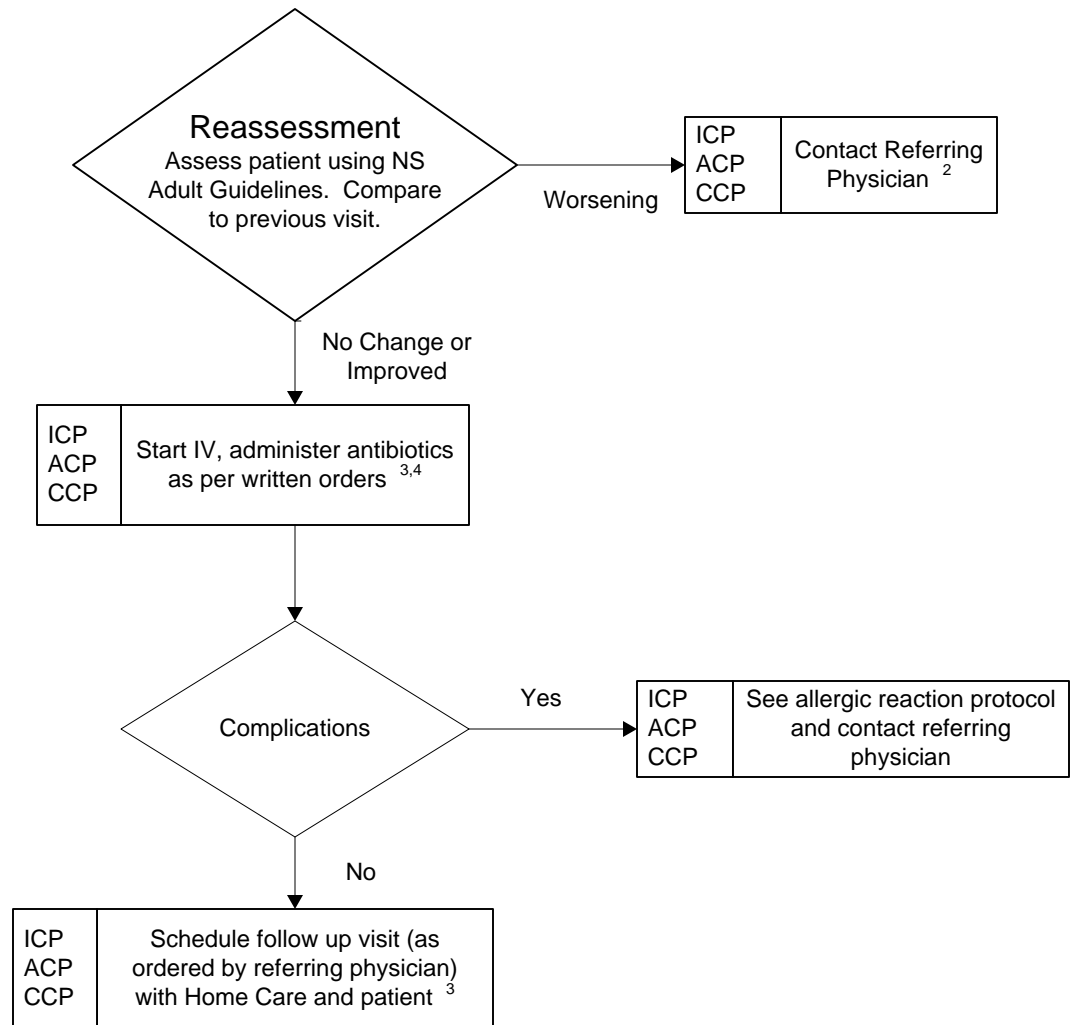 Reassessment
Assess patient using NS
Adult Guidelines.  Compare
to previous visit.
Worsening
ICP
ACP
CCP
Contact Referring
Physician 2
No Change or
Improved
ICP
ACP
CCP
Start IV, administer antibiotics
as per written orders 3,4
Complications
Yes
ICP
ACP
CCP
See allergic reaction protocol
and contact referring
physician
No
ICP
ACP
CCP
Schedule follow up visit (as
ordered by referring physician)
with Home Care and patient 3